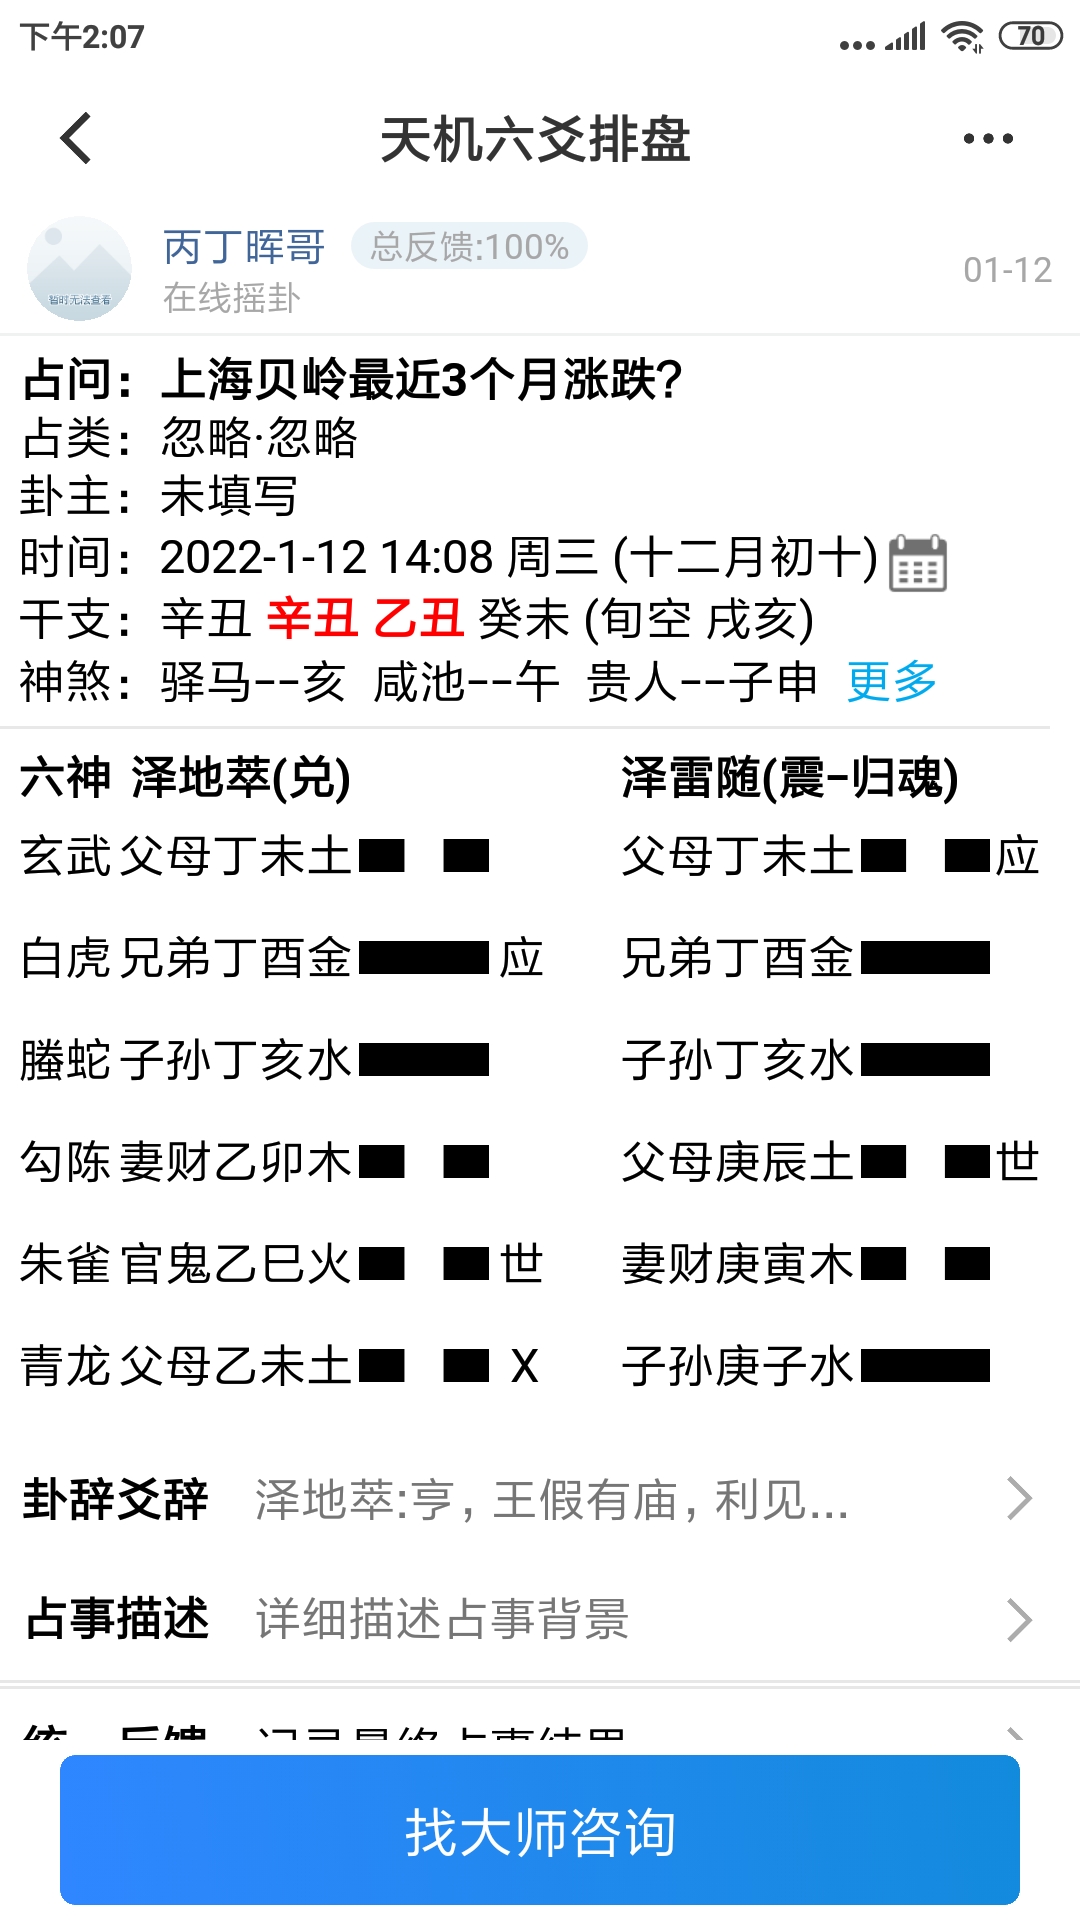 下午2:07
70
天机六爻排盘
丙丁晖哥 总反馈:100%
在线摇卦
01-12
暂时无法查看
占问：上海贝岭最近3个月涨跌?
占类：忽略·忽略
卦主：未填写
时间：2022-1-12 14:08 周三 (十二月初十)
干支：辛丑 辛丑 乙丑 癸未 (旬空 戌亥)
神煞：驿马--亥 咸池--午 贵人--子申 更多
六神 泽地萃(兑) 泽雷随(震-归魂)
玄武 父母丁未土 父母丁未土 应
白虎 兄弟丁酉金 应 兄弟丁酉金
螣蛇 子孙丁亥水 子孙丁亥水
勾陈 妻财乙卯木 父母庚辰土 世
朱雀 官鬼乙巳火 世 妻财庚寅木
青龙 父母乙未土 X 子孙庚子水
卦辞爻辞 泽地萃:亨, 王假有庙, 利见...
占事描述 详细描述占事背景
找大师咨询